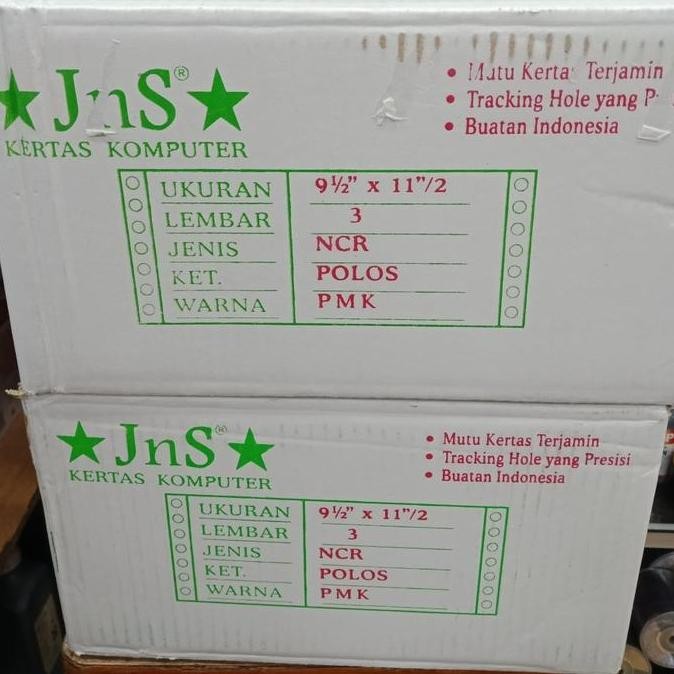 JnS®
KERTAS KOMPUTER
• Mutu Kertas Terjamin
• Tracking Hole yang
• Buatan Indonesia
UKURAN 9½" x 11"/2
LEMBAR 3
JENIS NCR
KET. POLOS
WARNA PMK
JnS®
KERTAS KOMPUTER
• Mutu Kertas Terjamin
• Tracking Hole yang Presisi
• Buatan Indonesia
UKURAN 9½" x 11"/2
LEMBAR 3
JENIS NCR
KET. POLOS
WARNA PMK